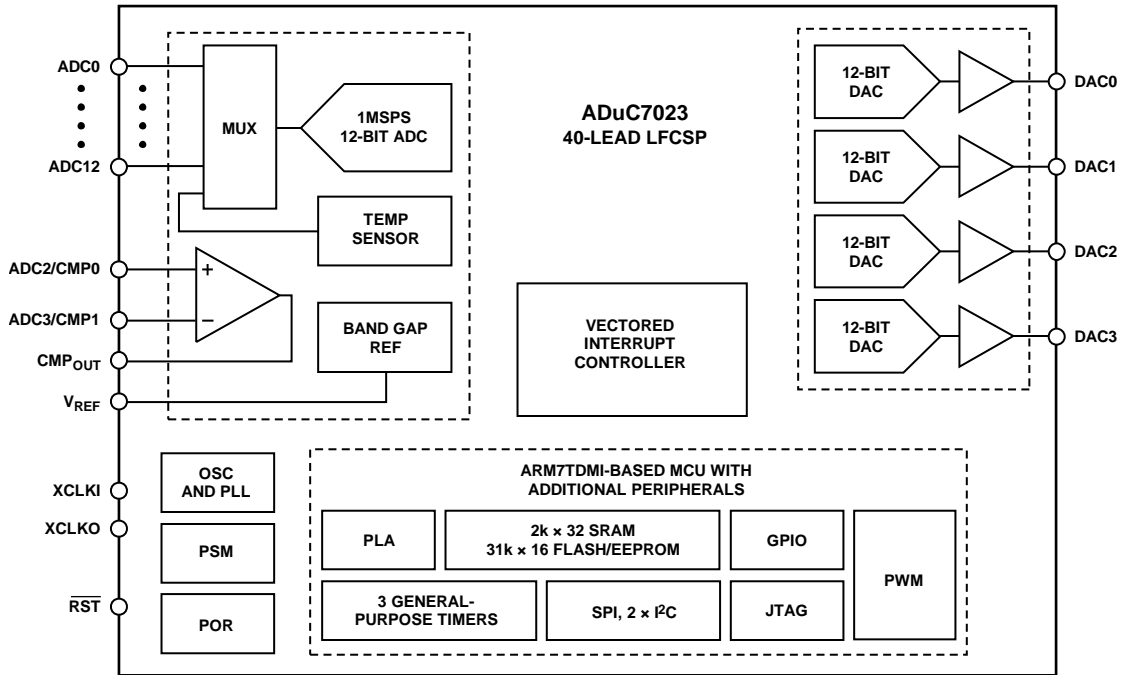 ADuC7023
40-LEAD LFCSP
ADC0
ADC12
MUX
1MSPS
12-BIT ADC
TEMP
SENSOR
ADC2/CMP0
+
ADC3/CMP1
−
CMPOUT
BAND GAP
REF
VREF
12-BIT
DAC
DAC0
12-BIT
DAC
DAC1
12-BIT
DAC
DAC2
12-BIT
DAC
DAC3
VECTORED
INTERRUPT
CONTROLLER
XCLKI
XCLKO
RST
OSC
AND PLL
PSM
POR
ARM7TDMI-BASED MCU WITH
ADDITIONAL PERIPHERALS
PLA
2k × 32 SRAM
31k × 16 FLASH/EEPROM
GPIO
PWM
3 GENERAL-
PURPOSE TIMERS
SPI, 2 × I²C
JTAG